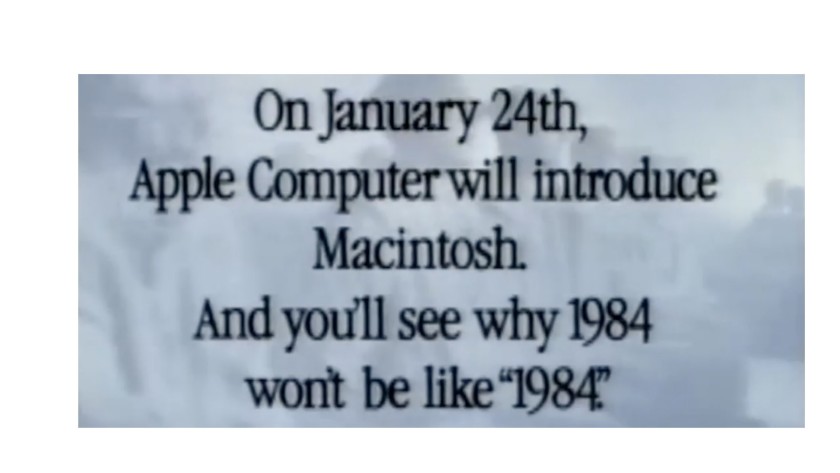 On January 24th,
Apple Computer will introduce
Macintosh.
And you'll see why 1984
won't be like “1984.”